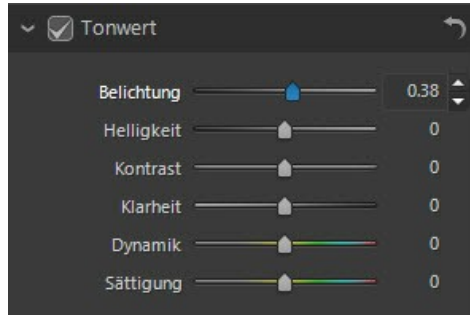 Tonwert
Belichtung 0.38
Helligkeit 0
Kontrast 0
Klarheit 0
Dynamik 0
Sättigung 0